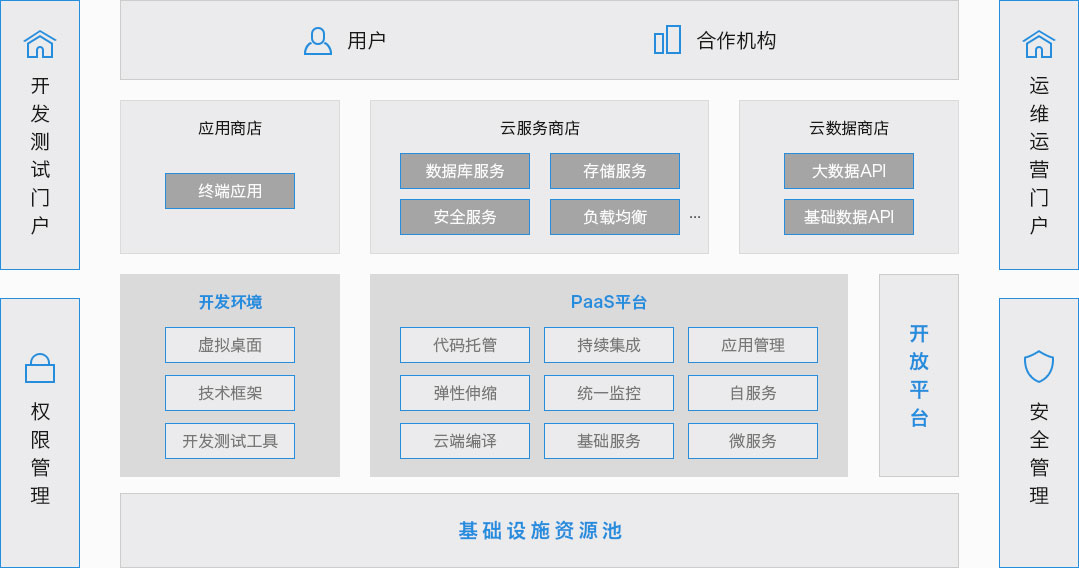 用户
合作机构
开发测试门户
权限管理
应用商店
终端应用
云服务商店
数据库服务
存储服务
安全服务
负载均衡
...
云数据商店
大数据API
基础数据API
开发环境
虚拟桌面
技术框架
开发测试工具
PaaS平台
代码托管
持续集成
应用管理
弹性伸缩
统一监控
自服务
云端编译
基础服务
微服务
开放平台
基础设施资源池
运维运营门户
安全管理